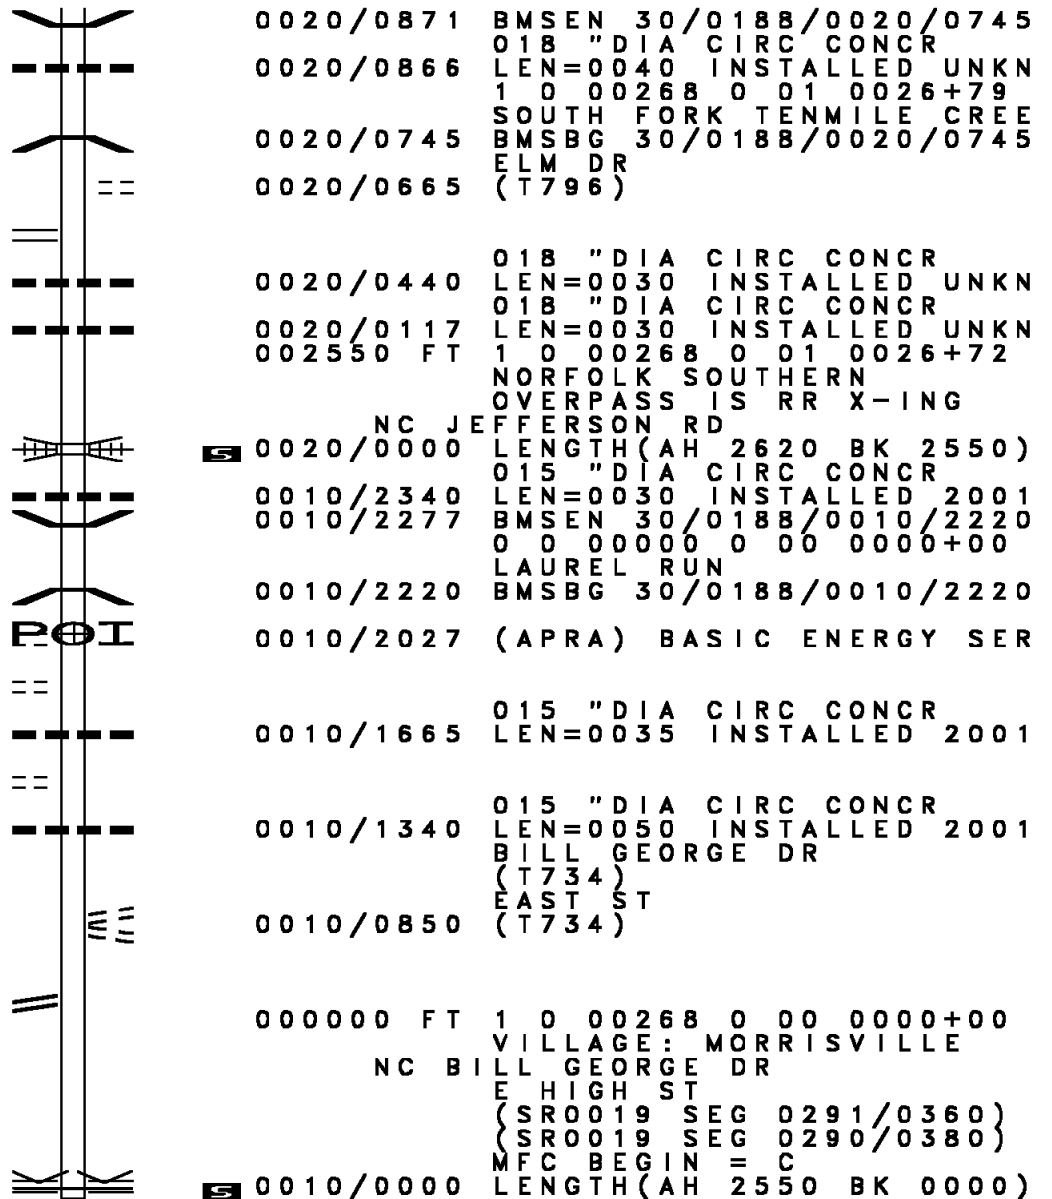 0020/0871 BMSEN 30/0188/0020/0745
018 "DIA CIRC CONCR
0020/0866 LEN=0040 INSTALLED UNKN
1 0 00268 0 01 0026+79
SOUTH FORK TENMILE CREE
0020/0745 BMSBG 30/0188/0020/0745
ELM DR
0020/0665 (T796)
018 "DIA CIRC CONCR
0020/0440 LEN=0030 INSTALLED UNKN
018 "DIA CIRC CONCR
0020/0117 LEN=0030 INSTALLED UNKN
002550 FT 1 0 00268 0 01 0026+72
NORFOLK SOUTHERN
OVERPASS IS RR X-ING
NC JEFFERSON RD
S 0020/0000 LENGTH(AH 2620 BK 2550)
015 "DIA CIRC CONCR
0010/2340 LEN=0030 INSTALLED 2001
0010/2277 BMSEN 30/0188/0010/2220
0 0 00000 0 00 0000+00
LAUREL RUN
0010/2220 BMSBG 30/0188/0010/2220
POI 0010/2027 (APRA) BASIC ENERGY SER
015 "DIA CIRC CONCR
0010/1665 LEN=0035 INSTALLED 2001
015 "DIA CIRC CONCR
0010/1340 LEN=0050 INSTALLED 2001
BILL GEORGE DR
(T734)
EAST ST
0010/0850 (T734)
000000 FT 1 0 00268 0 00 0000+00
VILLAGE: MORRISVILLE
NC BILL GEORGE DR
E HIGH ST
(SR0019 SEG 0291/0360)
(SR0019 SEG 0290/0380)
MFC BEGIN = C
S 0010/0000 LENGTH(AH 2550 BK 0000)